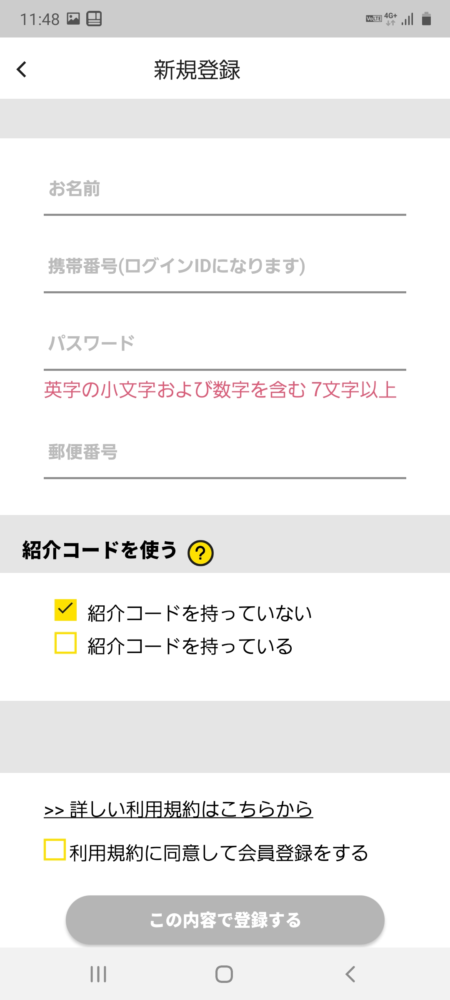 11:48
VoLTE 4G+
新規登録
お名前
携帯番号(ログインIDになります)
パスワード
英字の小文字および数字を含む 7文字以上
郵便番号
紹介コードを使う ?
紹介コードを持っていない
紹介コードを持っている
>> 詳しい利用規約はこちらから
利用規約に同意して会員登録をする
この内容で登録する